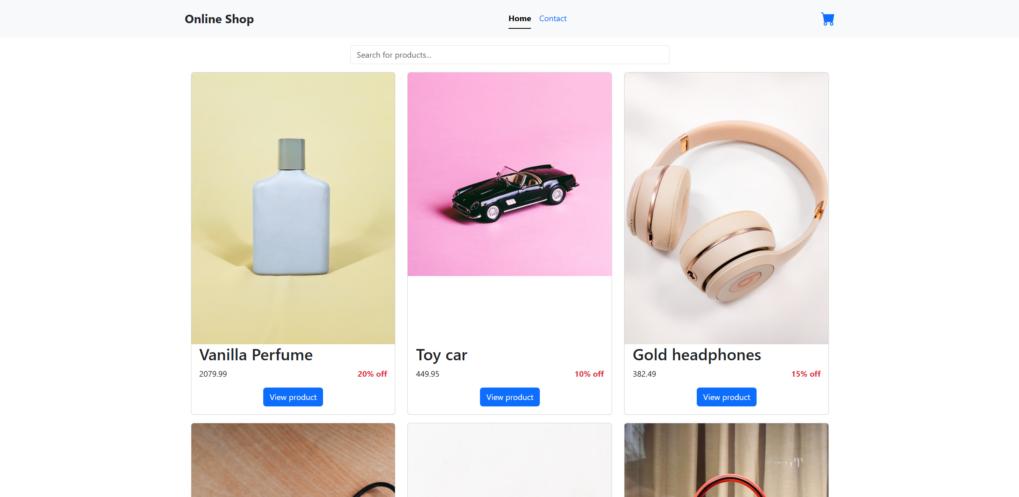 Online Shop
Home Contact
Search for products...
Vanilla Perfume
2079.99 20% off
View product
Toy car
449.95 10% off
View product
Gold headphones
382.49 15% off
View product